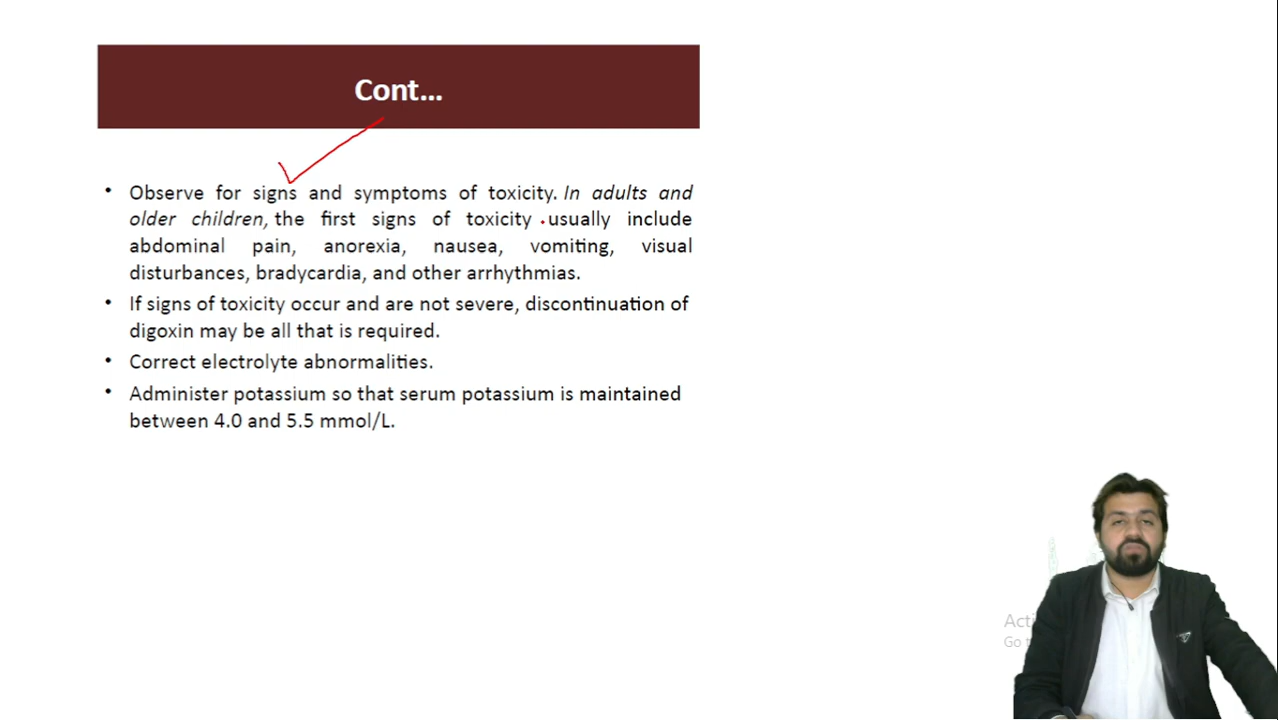 Cont...
• Observe for signs and symptoms of toxicity. In adults and
older children, the first signs of toxicity usually include
abdominal pain, anorexia, nausea, vomiting, visual
disturbances, bradycardia, and other arrhythmias.
• If signs of toxicity occur and are not severe, discontinuation of
digoxin may be all that is required.
• Correct electrolyte abnormalities.
• Administer potassium so that serum potassium is maintained
between 4.0 and 5.5 mmol/L.
Go